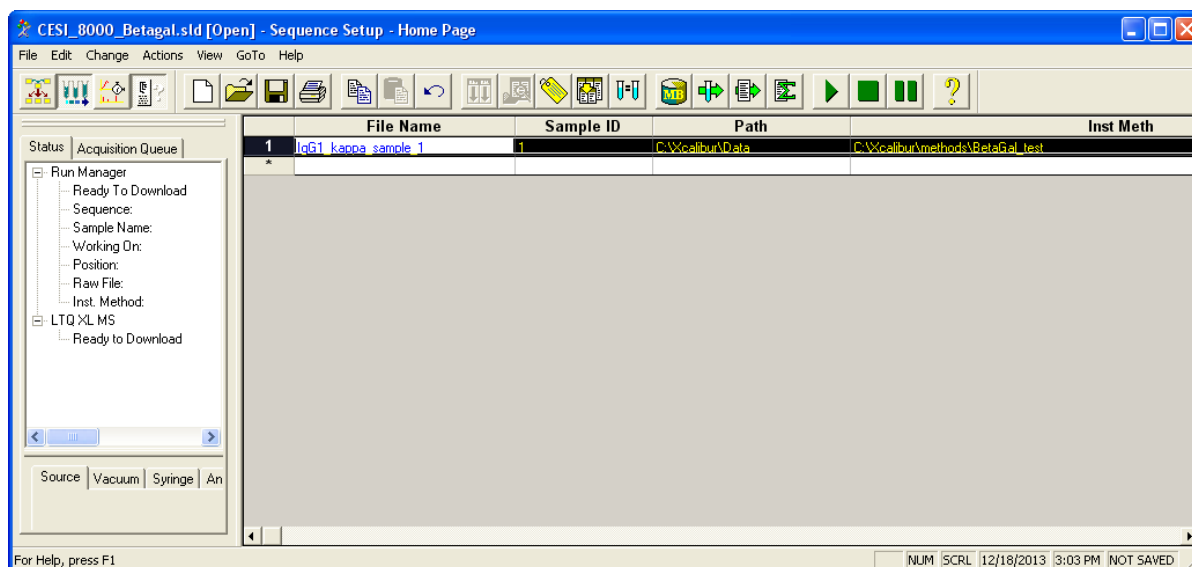 CESI_8000_Betagal.sld [Open] - Sequence Setup - Home Page
File Edit Change Actions View GoTo Help
MB
File Name Sample ID Path Inst Meth
1 IgG1_kappa_sample_1 1 C:\Xcalibur\Data C:\Xcalibur\methods\BetaGal_test
*
Status Acquisition Queue
Run Manager
Ready To Download
Sequence:
Sample Name:
Working On:
Position:
Raw File:
Inst. Method:
LTQ XL MS
Ready to Download
Source Vacuum Syringe An
For Help, press F1 NUM SCRL 12/18/2013 3:03 PM NOT SAVED